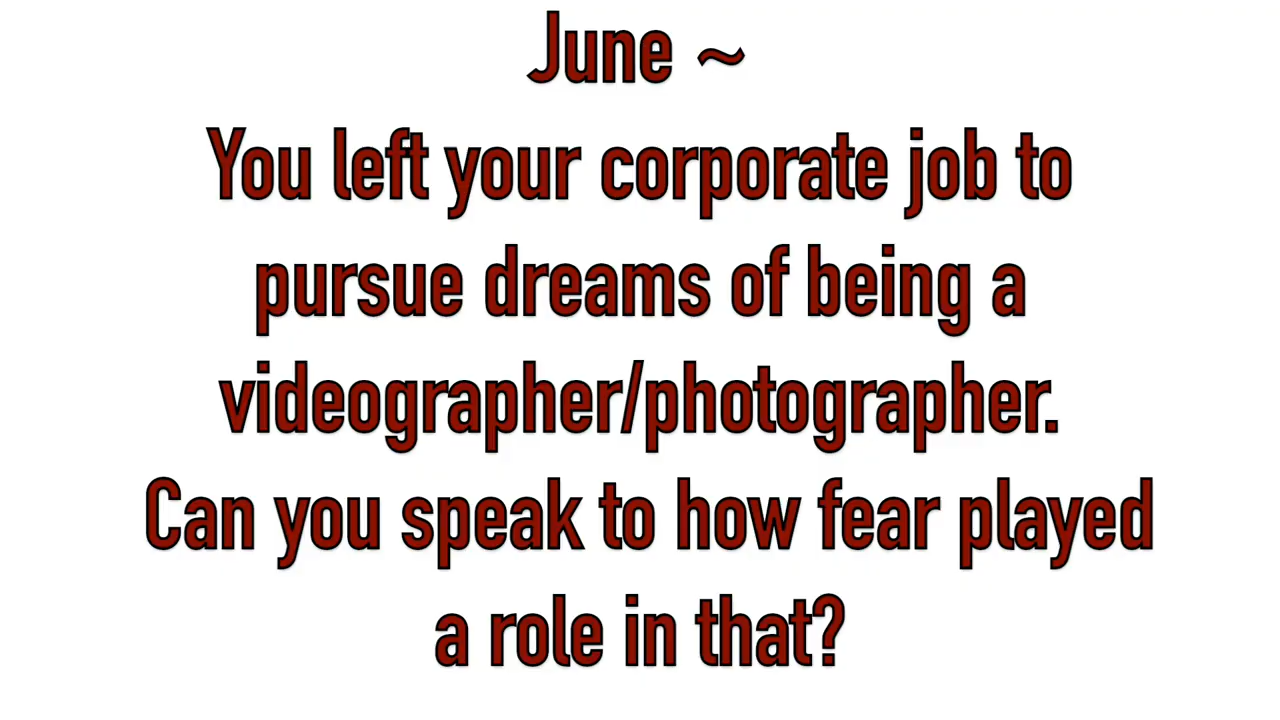 June ~
You left your corporate job to
pursue dreams of being a
videographer/photographer.
Can you speak to how fear played
a role in that?